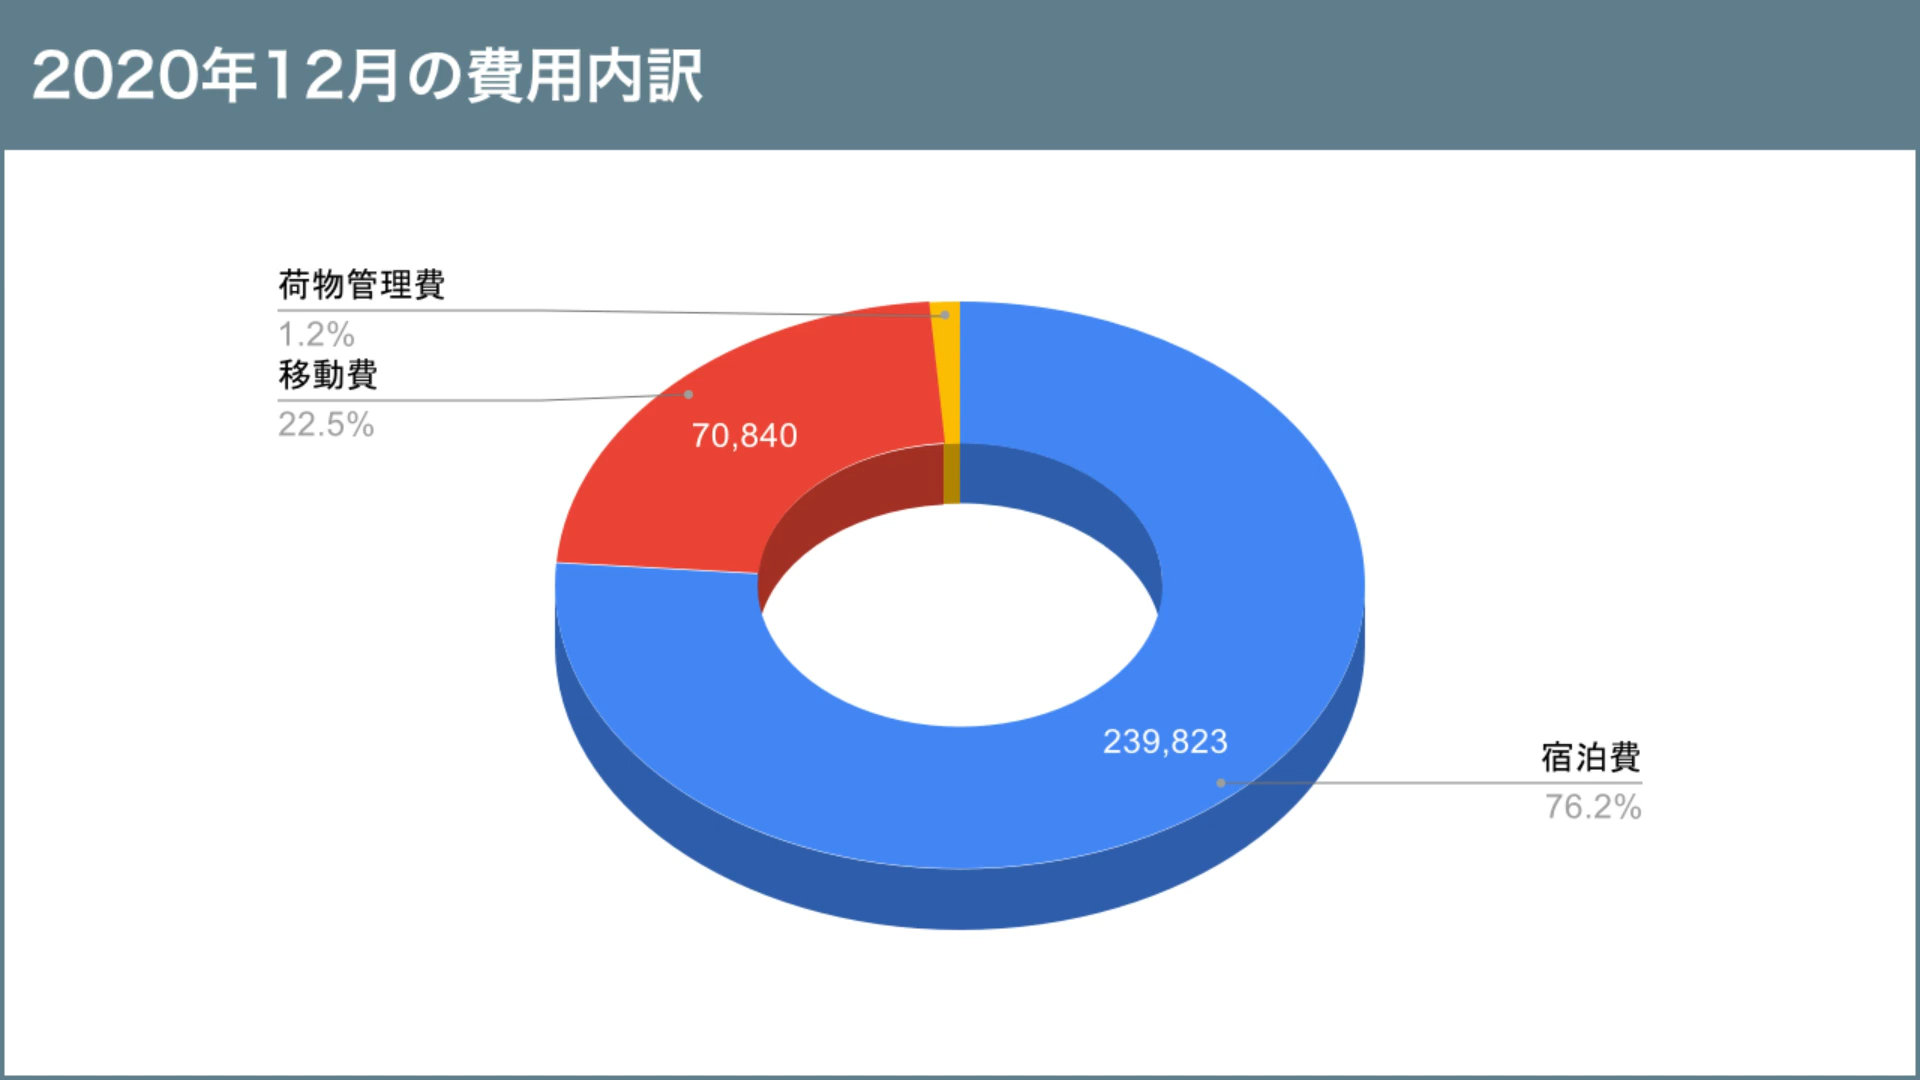 2020年12月の費用内訳
荷物管理費
1.2%
移動費
22.5%
70,840
239,823
宿泊費
76.2%